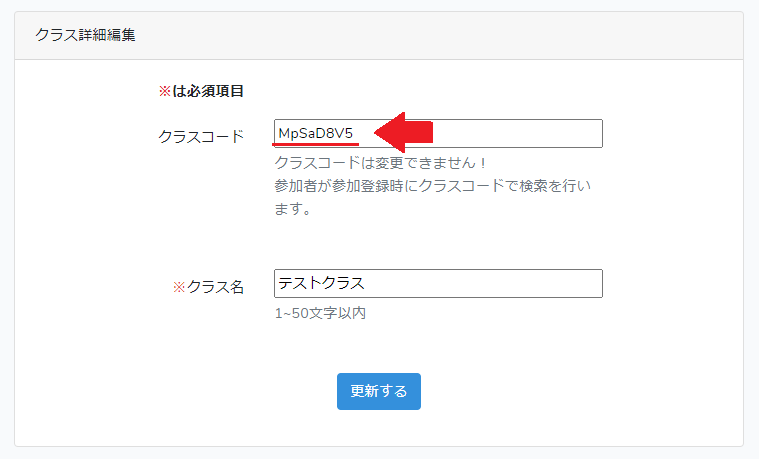 クラス詳細編集
※は必須項目
クラスコード
MpSaD8V5
クラスコードは変更できません！
参加者が参加登録時にクラスコードで検索を行い
ます。
※クラス名
テストクラス
1~50文字以内
更新する